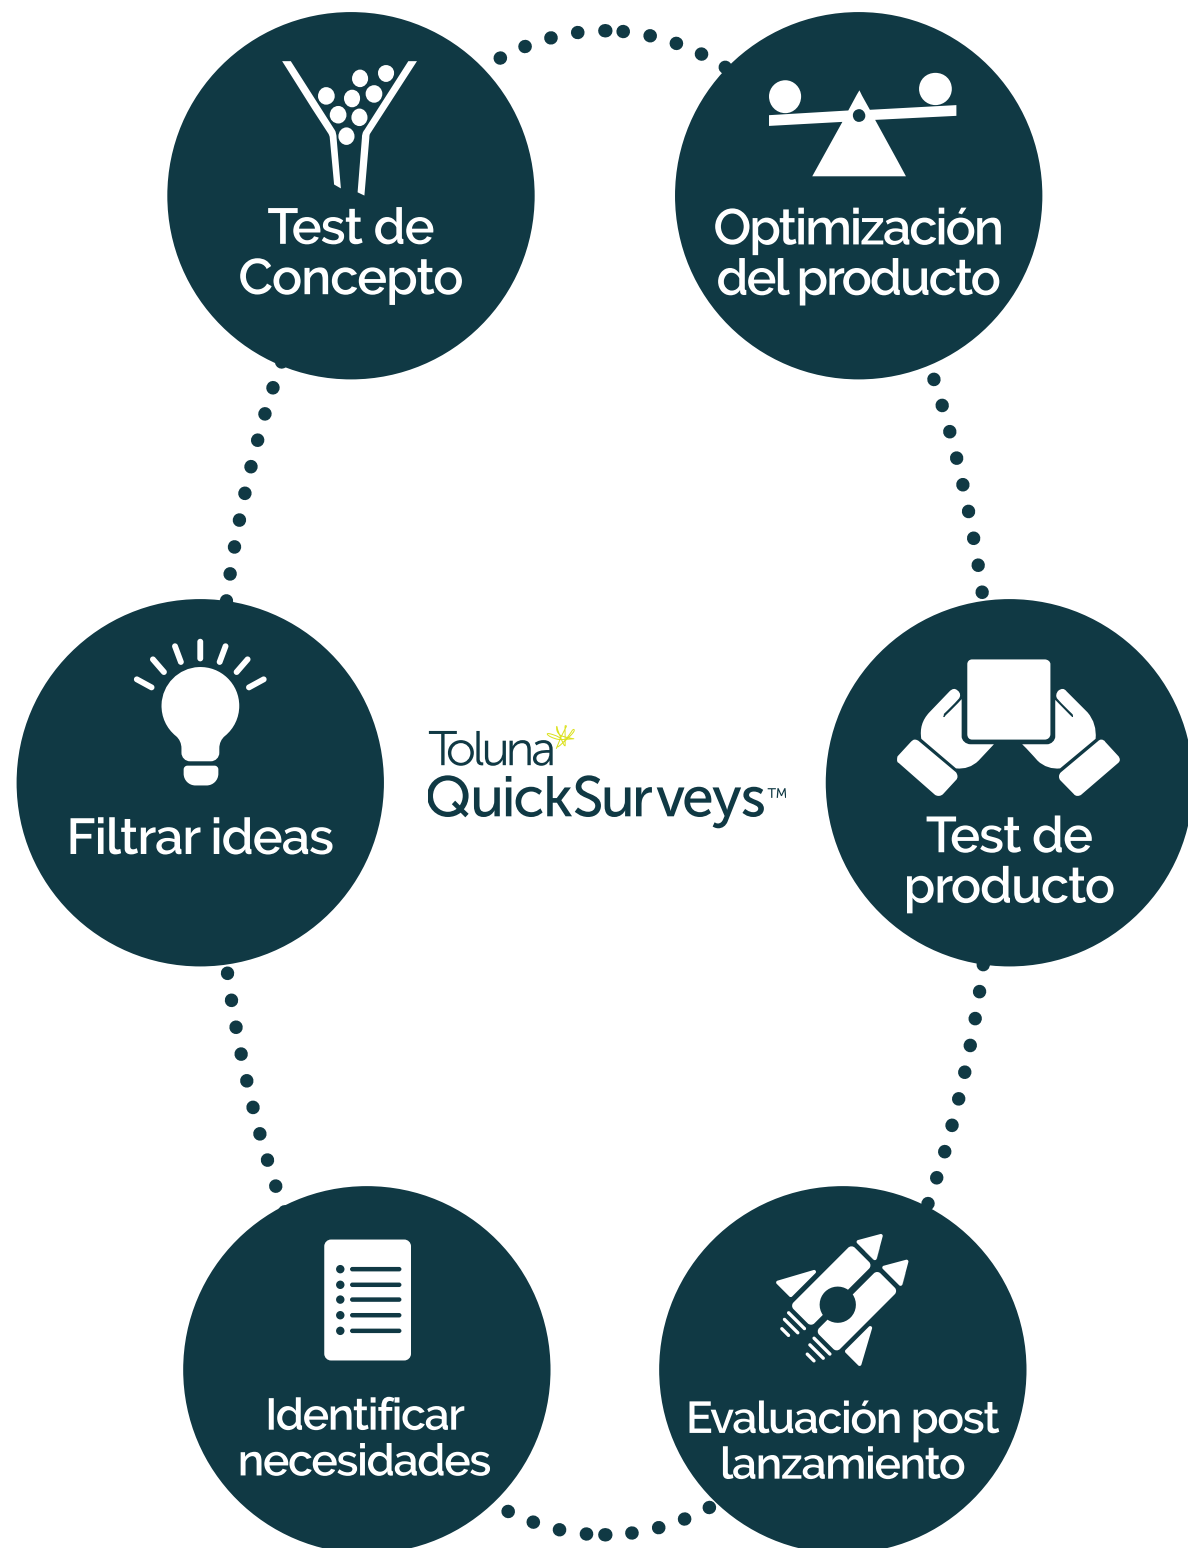 Test de
Concepto
Optimización
del producto
Filtrar ideas
Toluna
QuickSurveys™
Test de
producto
Identificar
necesidades
Evaluación post
lanzamiento